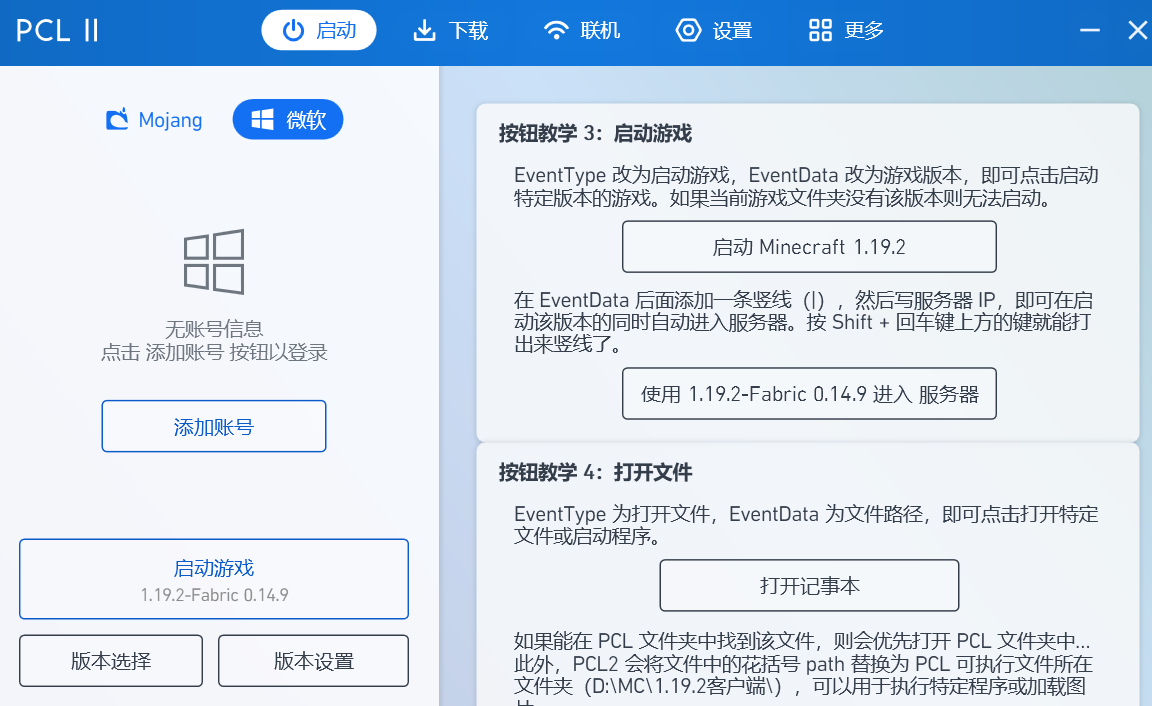 PCL II
启动
下载
联机
设置
更多
Mojang
微软
无账号信息
点击 添加账号 按钮以登录
添加账号
启动游戏
1.19.2-Fabric 0.14.9
版本选择
版本设置
按钮教学 3：启动游戏
EventType 改为启动游戏，EventData 改为游戏版本，即可点击启动
特定版本的游戏。如果当前游戏文件夹没有该版本则无法启动。
启动 Minecraft 1.19.2
在 EventData 后面添加一条竖线（|），然后写服务器 IP，即可在启
动该版本的同时自动进入服务器。按 Shift + 回车键上方的键就能打
出来竖线了。
使用 1.19.2-Fabric 0.14.9 进入 服务器
按钮教学 4：打开文件
EventType 为打开文件，EventData 为文件路径，即可点击打开特定
文件或启动程序。
打开记事本
如果能在 PCL 文件夹中找到该文件，则会优先打开 PCL 文件夹中...
此外，PCL2 会将文件中的花括号 path 替换为 PCL 可执行文件所在
文件夹（D:\MC\1.19.2客户端\），可以用于执行特定程序或加载图